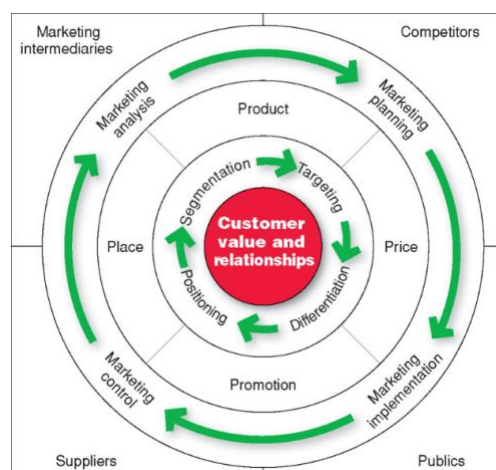 Marketing
intermediaries
Competitors
Marketing
analysis
Marketing
planning
Product
Segmentation
Targeting
Customer
value and
relationships
Place
Price
Positioning
Differentiation
Promotion
Marketing
control
Marketing
implementation
Suppliers
Publics